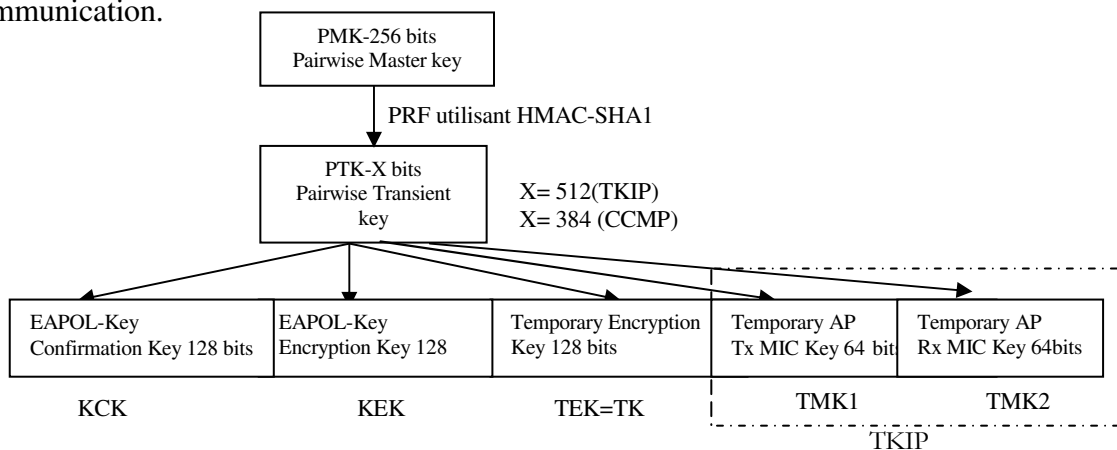 mmunication.
PMK-256 bits
Pairwise Master key
PRF utilisant HMAC-SHA1
PTK-X bits
Pairwise Transient
key
X= 512(TKIP)
X= 384 (CCMP)
EAPOL-Key
Confirmation Key 128 bits
EAPOL-Key
Encryption Key 128
Temporary Encryption
Key 128 bits
Temporary AP
Tx MIC Key 64 bits
Temporary AP
Rx MIC Key 64bits
KCK
KEK
TEK=TK
TMK1
TMK2
TKIP